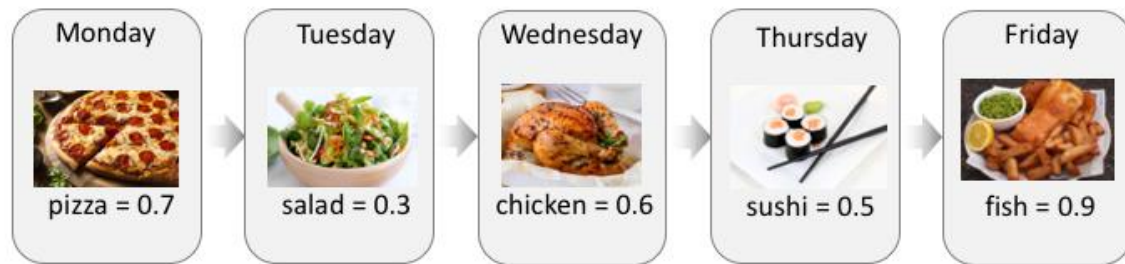 Monday
pizza = 0.7
Tuesday
salad = 0.3
Wednesday
chicken = 0.6
Thursday
sushi = 0.5
Friday
fish = 0.9